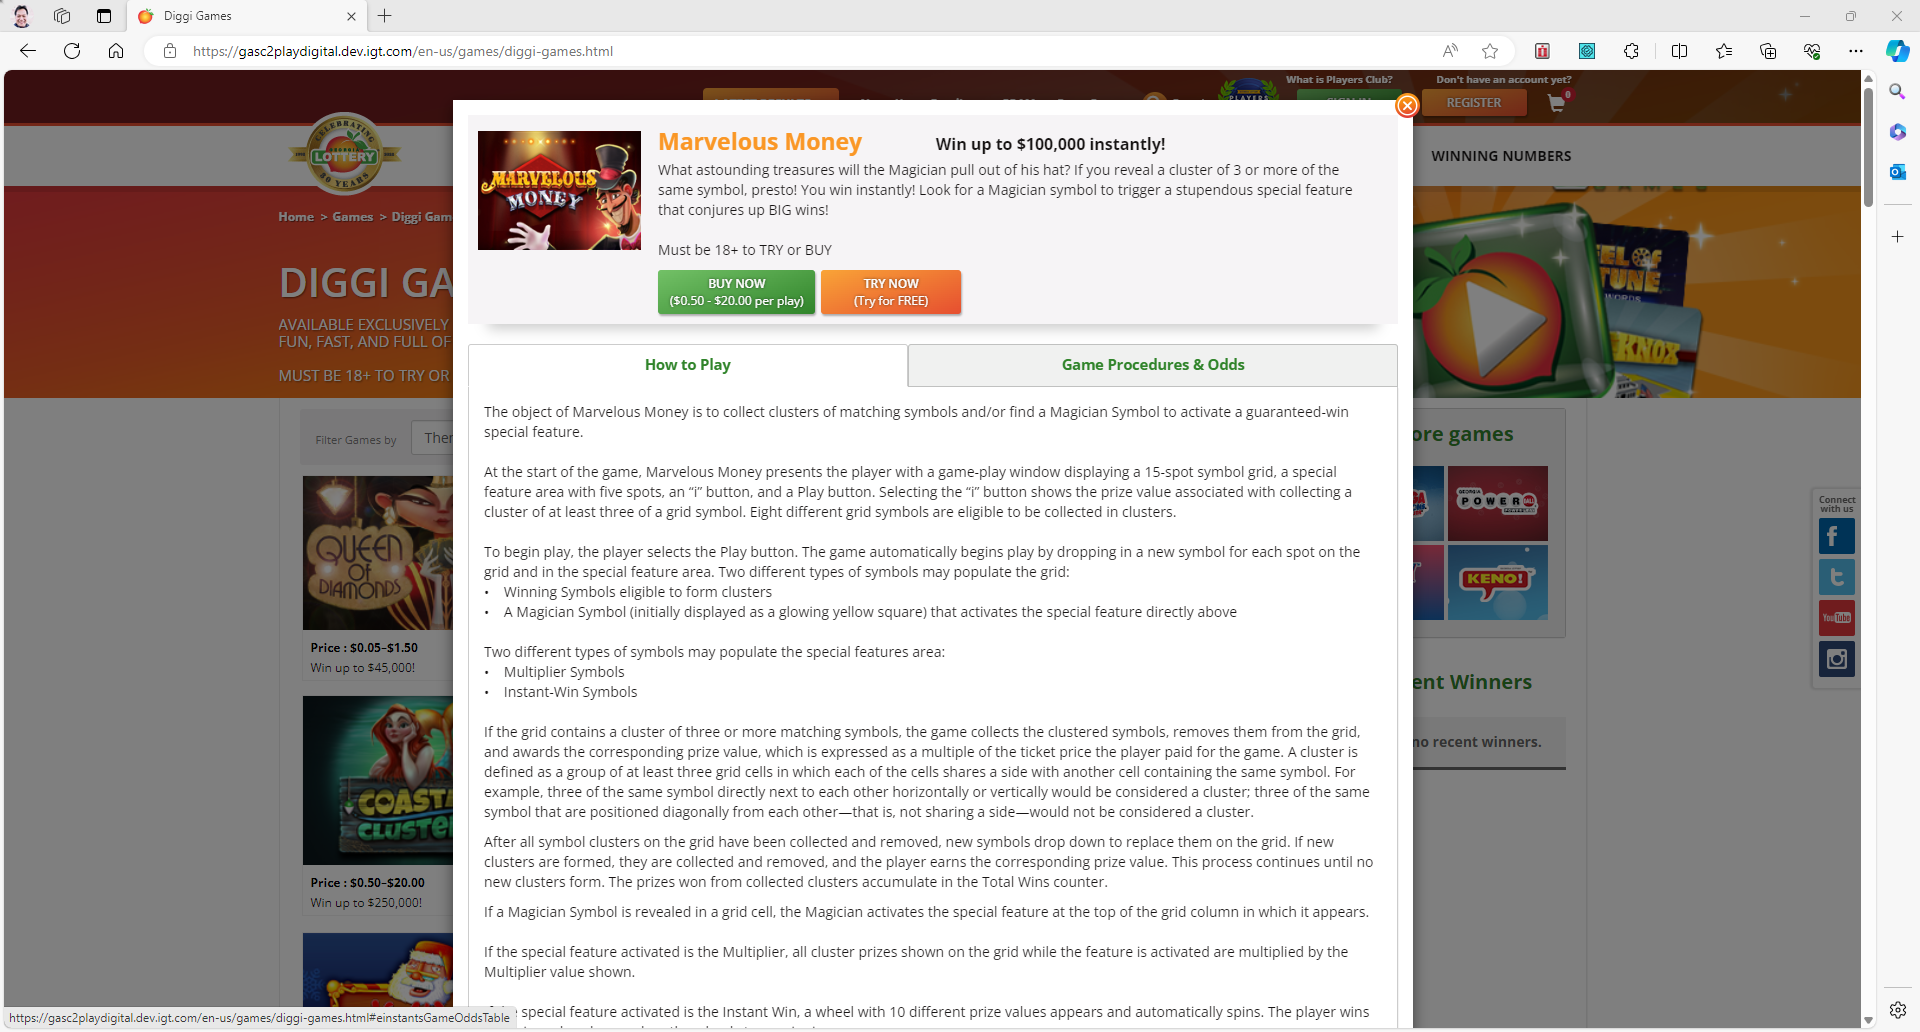 Diggi Games
https://gasc2playdigital.dev.igt.com/en-us/games/diggi-games.html
What is Players Club?
Don't have an account yet?
PLAYERS
REGISTER
0
CELEBRATING
LOTTERY
30 YEARS
WINNING NUMBERS
Home > Games > Diggi Gam
DIGGI GA
AVAILABLE EXCLUSIVELY
FUN, FAST, AND FULL OF
MUST BE 18+ TO TRY OR
Filter Games by
QUEEN
OF
DIAMONDS
Price : $0.05–$1.50
Win up to $45,000!
Price : $0.50–$20.00
Win up to $250,000!
MARVELOUS
MONEY
Marvelous Money
Win up to $100,000 instantly!
What astounding treasures will the Magician pull out of his hat? If you reveal a cluster of 3 or more of the
same symbol, presto! You win instantly! Look for a Magician symbol to trigger a stupendous special feature
that conjures up BIG wins!
Must be 18+ to TRY or BUY
BUY NOW
($0.50 - $20.00 per play)
TRY NOW
(Try for FREE)
How to Play
Game Procedures & Odds
The object of Marvelous Money is to collect clusters of matching symbols and/or find a Magician Symbol to activate a guaranteed-win
special feature.
At the start of the game, Marvelous Money presents the player with a game-play window displaying a 15-spot symbol grid, a special
feature area with five spots, an “i” button, and a Play button. Selecting the “i” button shows the prize value associated with collecting a
cluster of at least three of a grid symbol. Eight different grid symbols are eligible to be collected in clusters.
To begin play, the player selects the Play button. The game automatically begins play by dropping in a new symbol for each spot on the
grid and in the special feature area. Two different types of symbols may populate the grid:
• Winning Symbols eligible to form clusters
• A Magician Symbol (initially displayed as a glowing yellow square) that activates the special feature directly above
Two different types of symbols may populate the special features area:
• Multiplier Symbols
• Instant-Win Symbols
If the grid contains a cluster of three or more matching symbols, the game collects the clustered symbols, removes them from the grid,
and awards the corresponding prize value, which is expressed as a multiple of the ticket price the player paid for the game. A cluster is
defined as a group of at least three grid cells in which each of the cells shares a side with another cell containing the same symbol. For
example, three of the same symbol directly next to each other horizontally or vertically would be considered a cluster; three of the same
symbol that are positioned diagonally from each other—that is, not sharing a side—would not be considered a cluster.
After all symbol clusters on the grid have been collected and removed, new symbols drop down to replace them on the grid. If new
clusters are formed, they are collected and removed, and the player earns the corresponding prize value. This process continues until no
new clusters form. The prizes won from collected clusters accumulate in the Total Wins counter.
If a Magician Symbol is revealed in a grid cell, the Magician activates the special feature at the top of the grid column in which it appears.
If the special feature activated is the Multiplier, all cluster prizes shown on the grid while the feature is activated are multiplied by the
Multiplier value shown.
special feature activated is the Instant Win, a wheel with 10 different prize values appears and automatically spins. The player wins
ore games
POWER
KENO!
ent Winners
no recent winners.
Connect
with us
YouTube
KNOX
https://gasc2playdigital.dev.igt.com/en-us/games/diggi-games.html#einstantsGameOddsTable